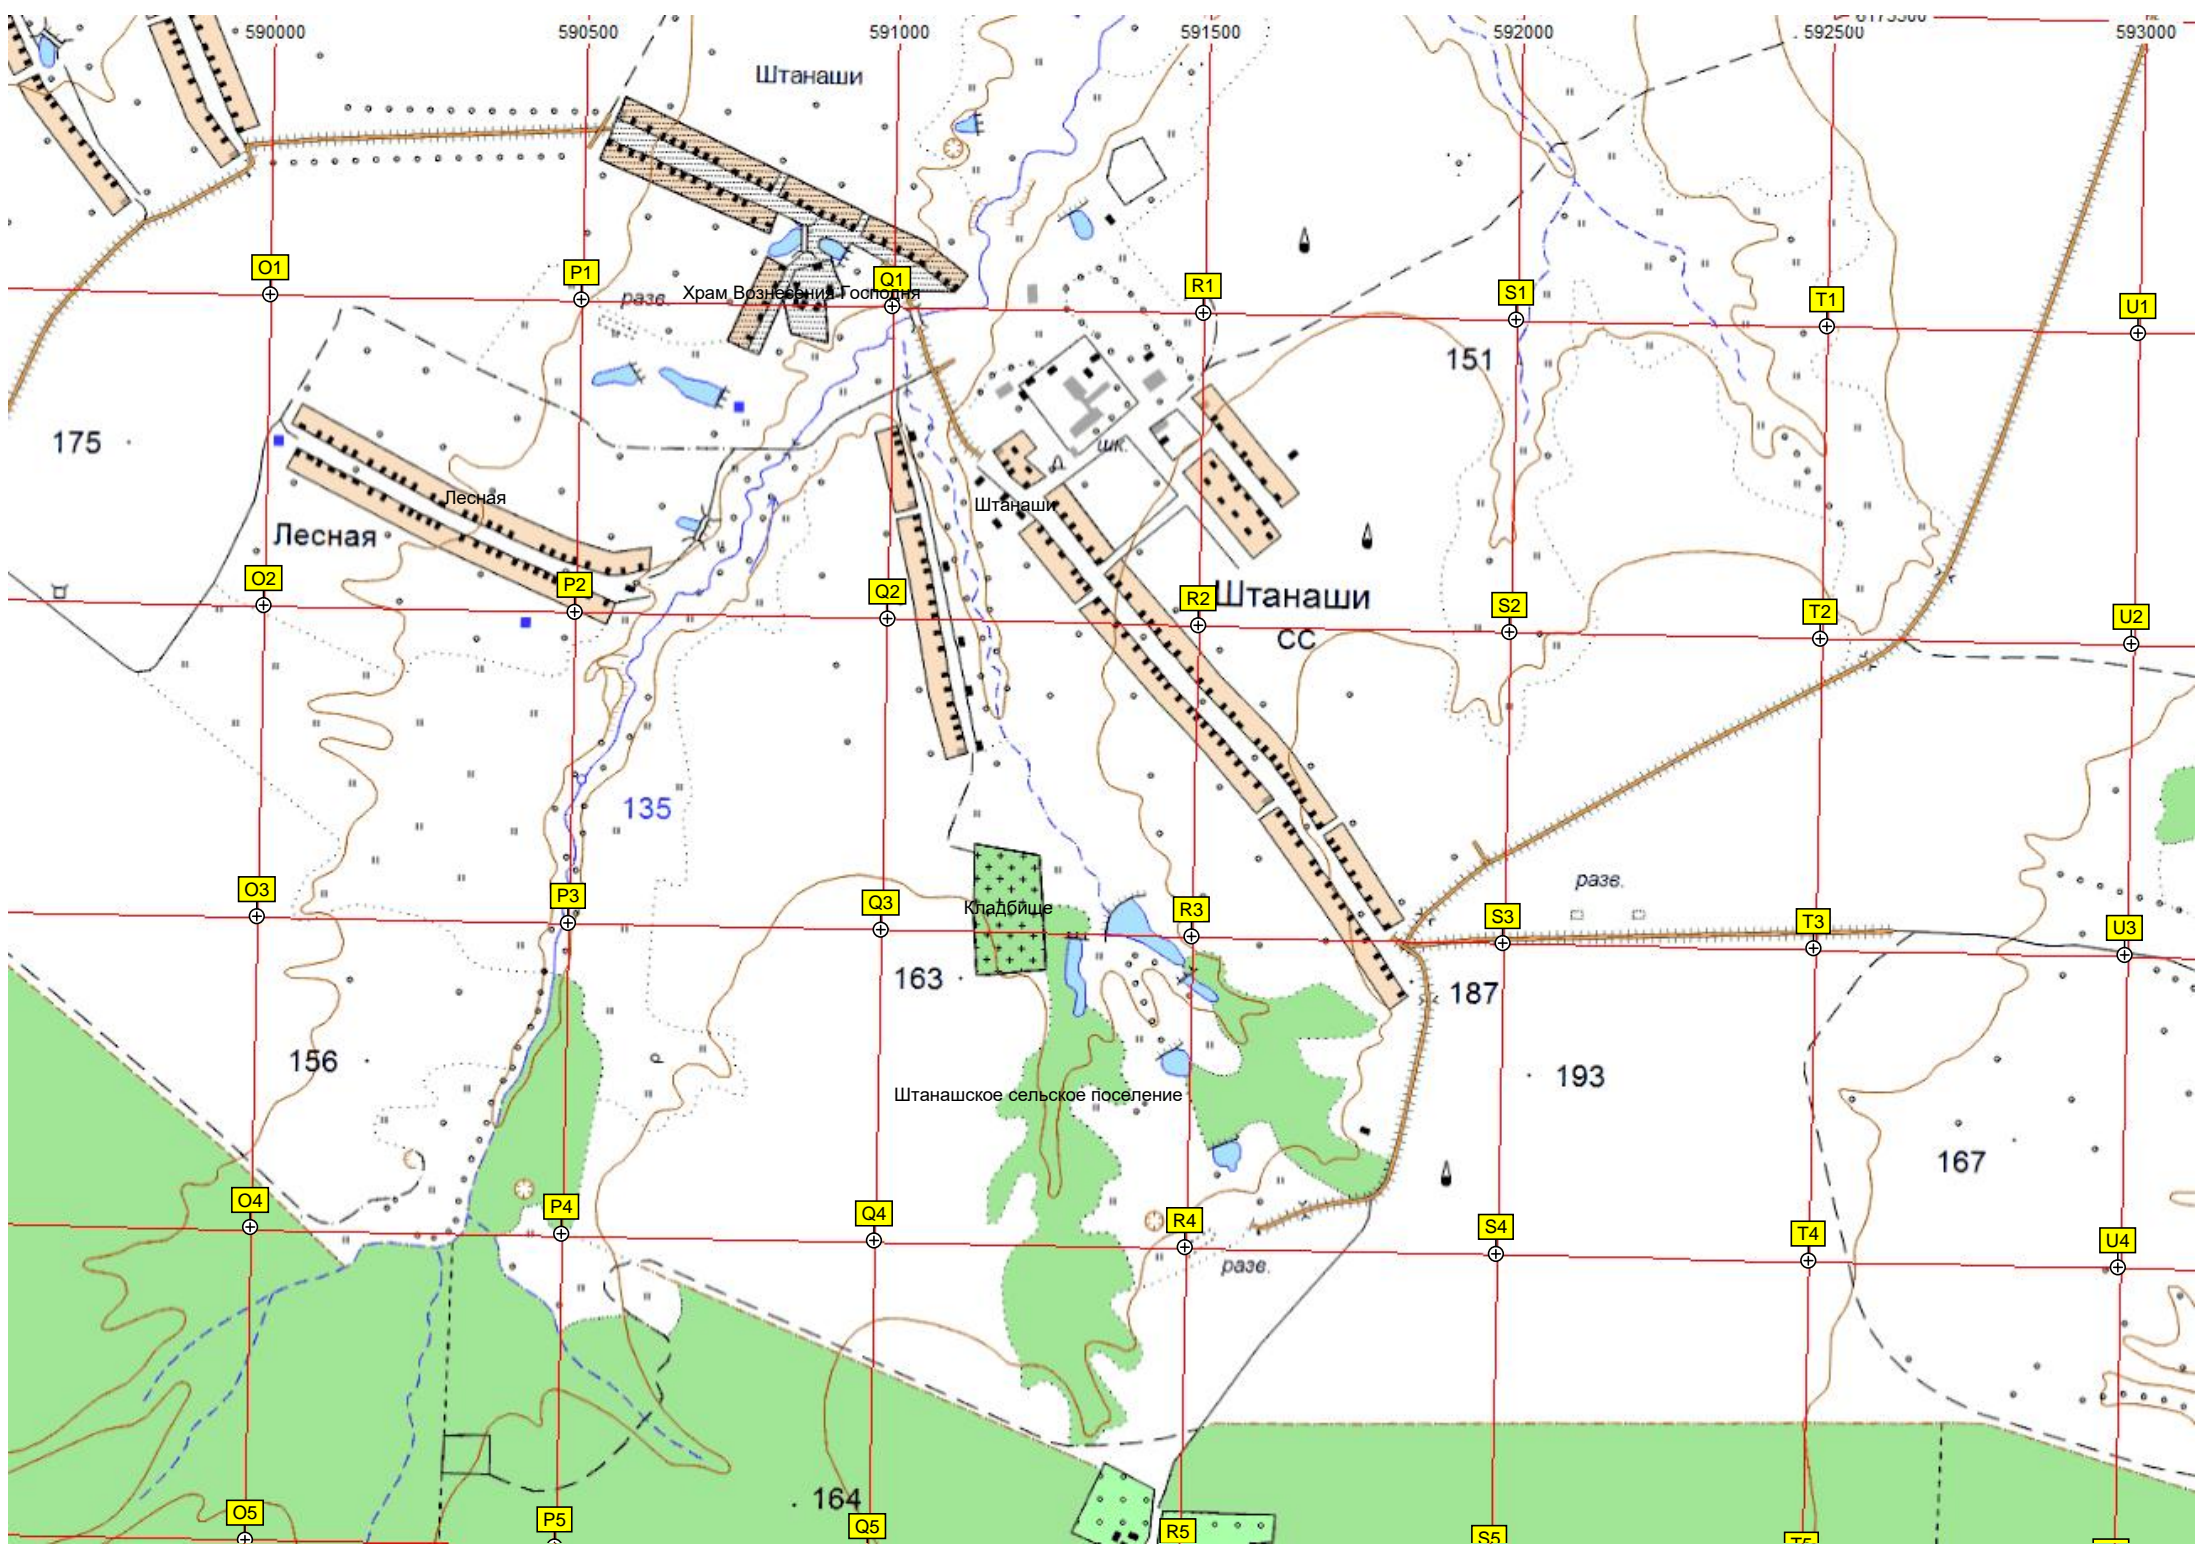 590000 590500 591000 591500 592000 592500 593000
Штанаши
O1 P1 Q1 R1 S1 T1 U1
разв.
Храм Вознесения Господня
151
175
шк.
Лесная
Штанаши
Лесная
O2 P2 Q2 R2 S2 T2 U2
Штанаши
СС
135
разв.
O3 P3 Q3 R3 S3 T3 U3
Кладбище
163
187
156
193
Штанашское сельское поселение
167
O4 P4 Q4 R4 S4 T4 U4
разв.
164
O5 P5 Q5 R5 S5 T5